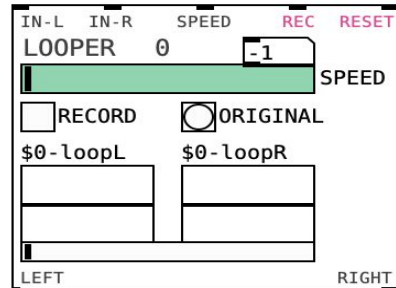 IN-L IN-R SPEED REC RESET
LOOPER 0 -1
SPEED
RECORD ORIGINAL
$0-loopL $0-loopR
LEFT RIGHT